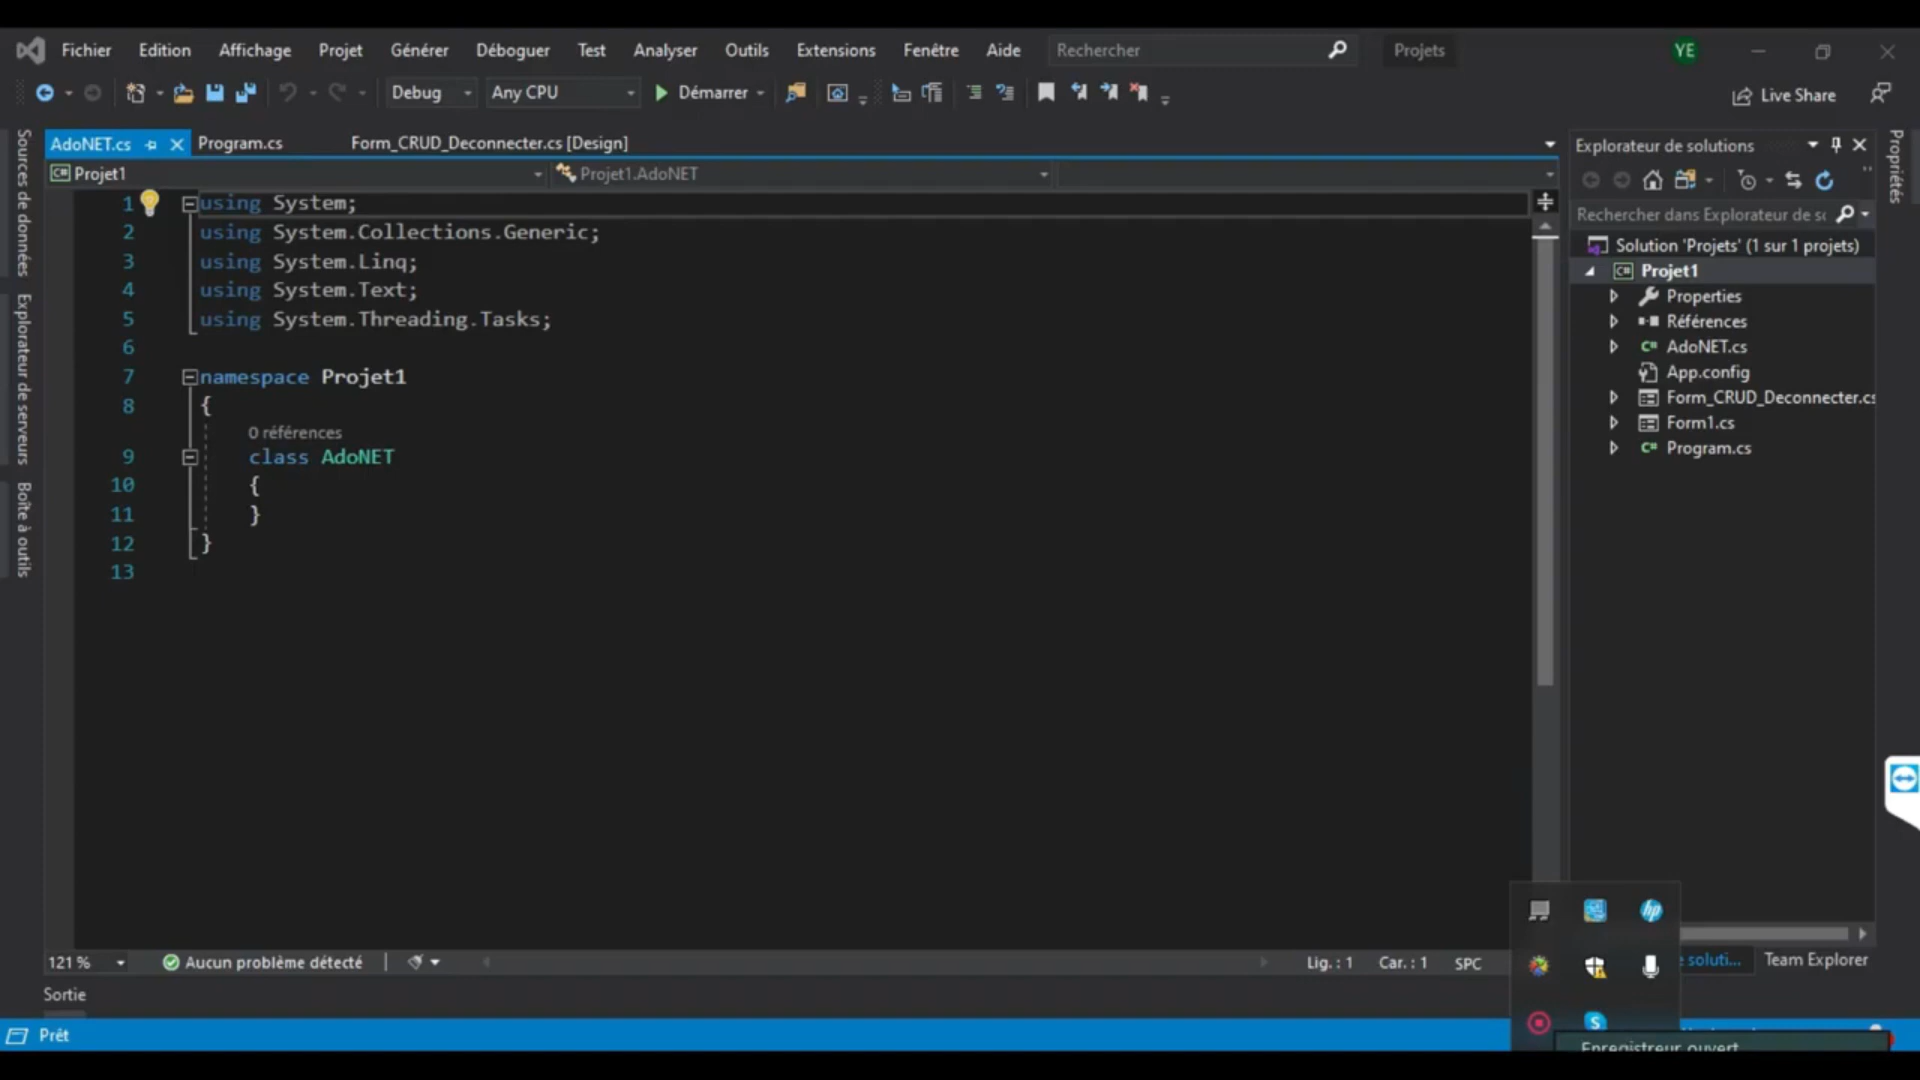 Fichier Edition Affichage Projet Générer Déboguer Test Analyser Outils Extensions Fenêtre Aide Rechercher Projets YE
Debug Any CPU Démarrer Live Share
AdoNET.cs Program.cs Form_CRUD_Deconnecter.cs [Design]
Projet1 Projet1.AdoNET
Sources de données
Explorateur de serveurs
Boîte à outils
1 using System;
2 using System.Collections.Generic;
3 using System.Linq;
4 using System.Text;
5 using System.Threading.Tasks;
6
7 namespace Projet1
8 {
0 références
9 class AdoNET
10 {
11 }
12 }
13
Explorateur de solutions
Rechercher dans Explorateur de so
Solution 'Projets' (1 sur 1 projets)
C# Projet1
Properties
Références
C# AdoNET.cs
App.config
Form_CRUD_Deconnecter.cs
Form1.cs
C# Program.cs
Propriétés
hp
121 % Aucun problème détecté Lig. : 1 Car. : 1 SPC
e soluti... Team Explorer
Sortie
S
Prêt
Enregistreur ouvert